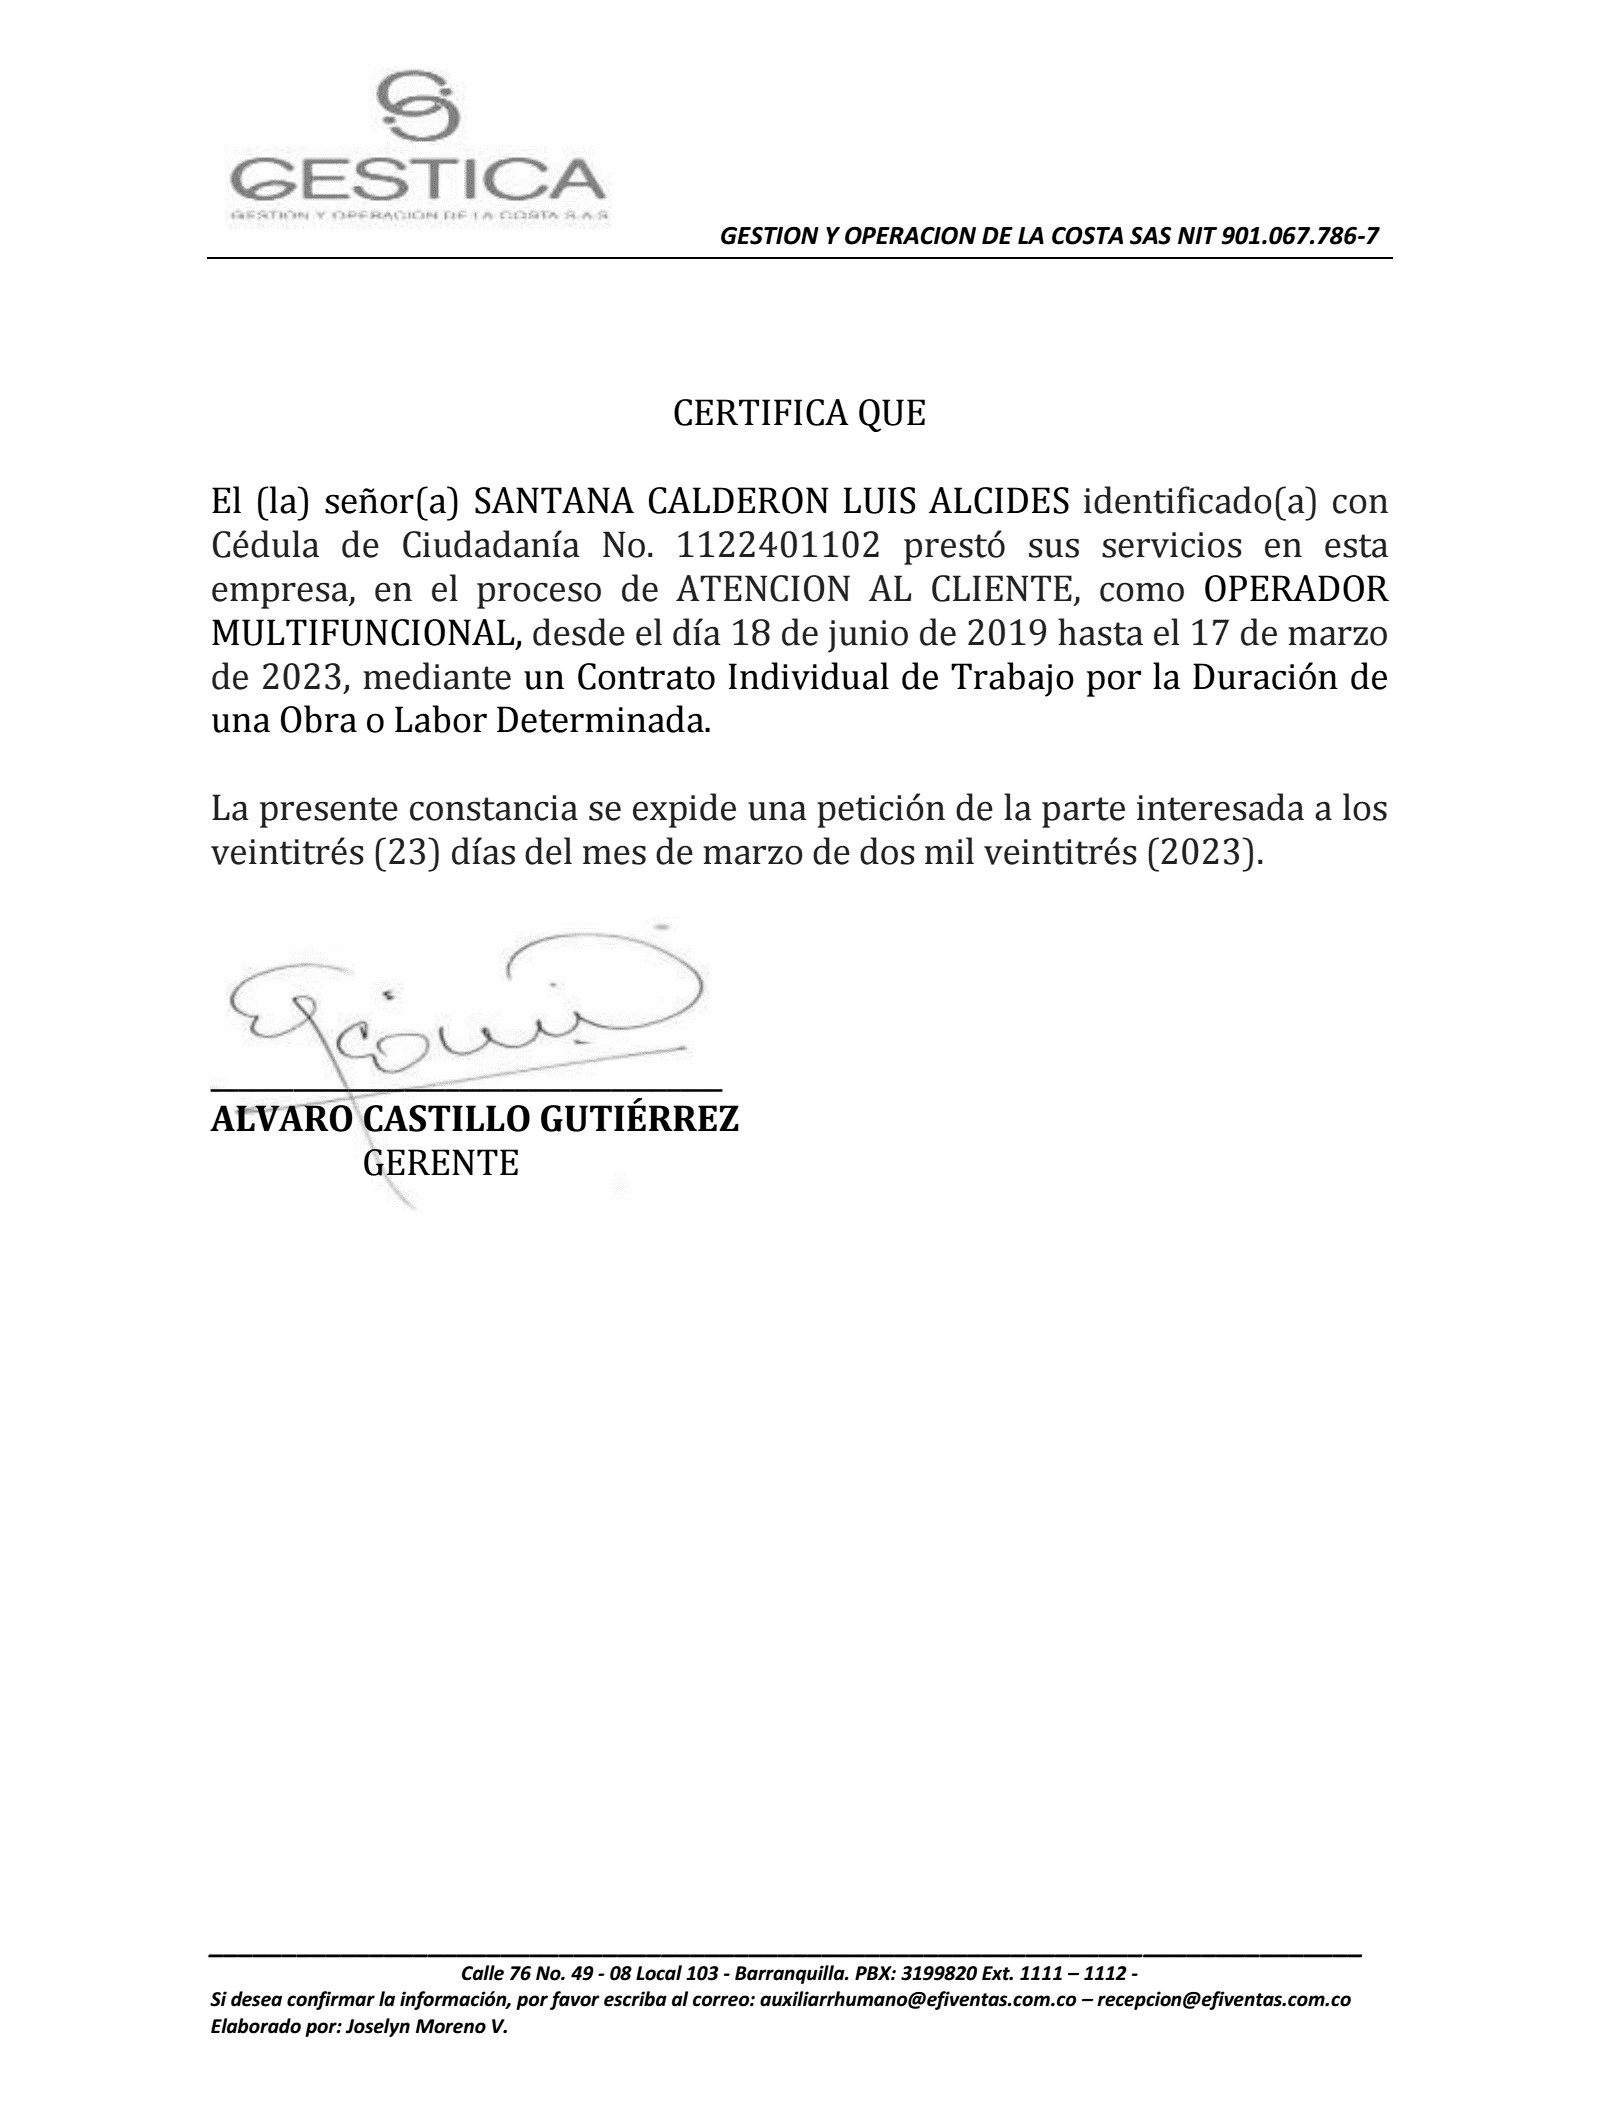 GESTICA
GESTION Y OPERACION DE LA COSTA S.A.S
GESTION Y OPERACION DE LA COSTA SAS NIT 901.067.786-7
CERTIFICA QUE
El (la) señor(a) SANTANA CALDERON LUIS ALCIDES identificado(a) con
Cédula de Ciudadanía No. 1122401102 prestó sus servicios en esta
empresa, en el proceso de ATENCION AL CLIENTE, como OPERADOR
MULTIFUNCIONAL, desde el día 18 de junio de 2019 hasta el 17 de marzo
de 2023, mediante un Contrato Individual de Trabajo por la Duración de
una Obra o Labor Determinada.
La presente constancia se expide una petición de la parte interesada a los
veintitrés (23) días del mes de marzo de dos mil veintitrés (2023).
ALVARO CASTILLO GUTIÉRREZ
GERENTE
Calle 76 No. 49 - 08 Local 103 - Barranquilla. PBX: 3199820 Ext. 1111 – 1112 -
Si desea confirmar la información, por favor escriba al correo: auxiliarrhumano@efiventas.com.co – recepcion@efiventas.com.co
Elaborado por: Joselyn Moreno V.